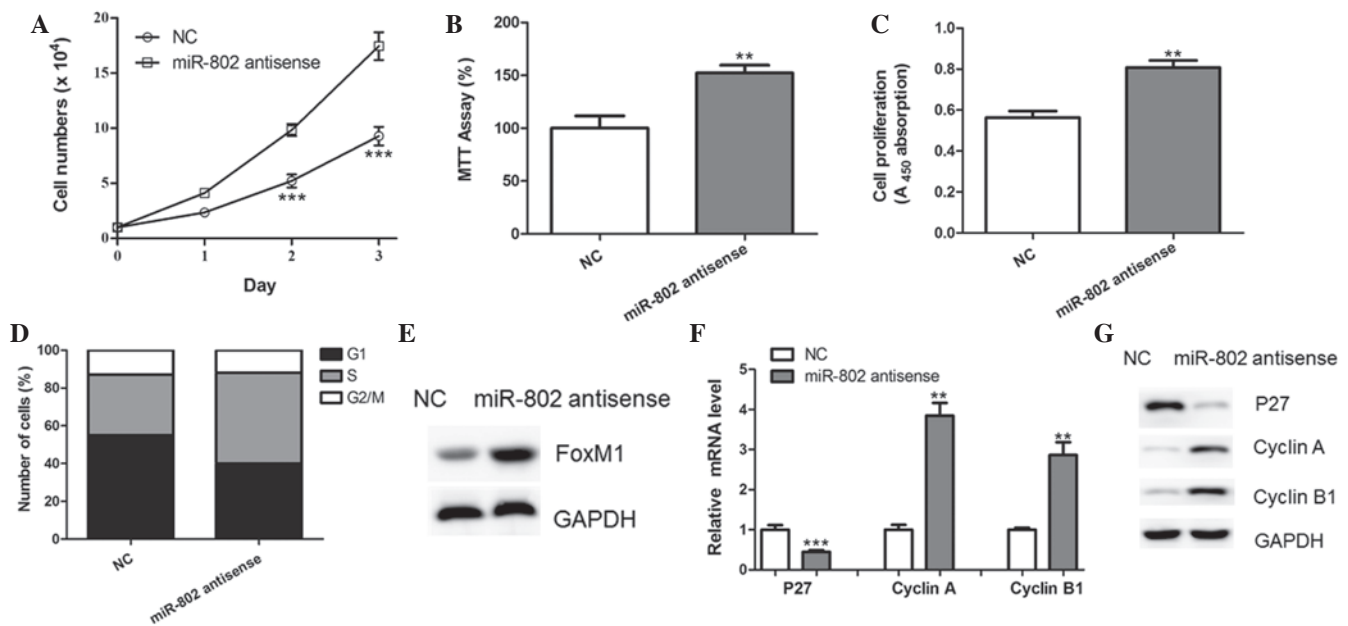 A
20
15
10
5
0
Cell numbers (x 10⁴)
NC
miR-802 antisense
***
***
0 1 2 3
Day
B
200
150
100
50
0
MTT Assay (%)
**
NC
miR-802 antisense
C
1.0
0.8
0.6
0.4
0.2
0.0
Cell proliferation
(A 450 absorption)
**
NC
miR-802 antisense
D
100
80
60
40
20
0
Number of cells (%)
G1
S
G2/M
NC
miR-802 antisense
E
NC miR-802 antisense
FoxM1
GAPDH
F
NC
miR-802 antisense
5
4
3
2
1
0
Relative mRNA level
***
**
**
P27 Cyclin A Cyclin B1
G
NC miR-802 antisense
P27
Cyclin A
Cyclin B1
GAPDH